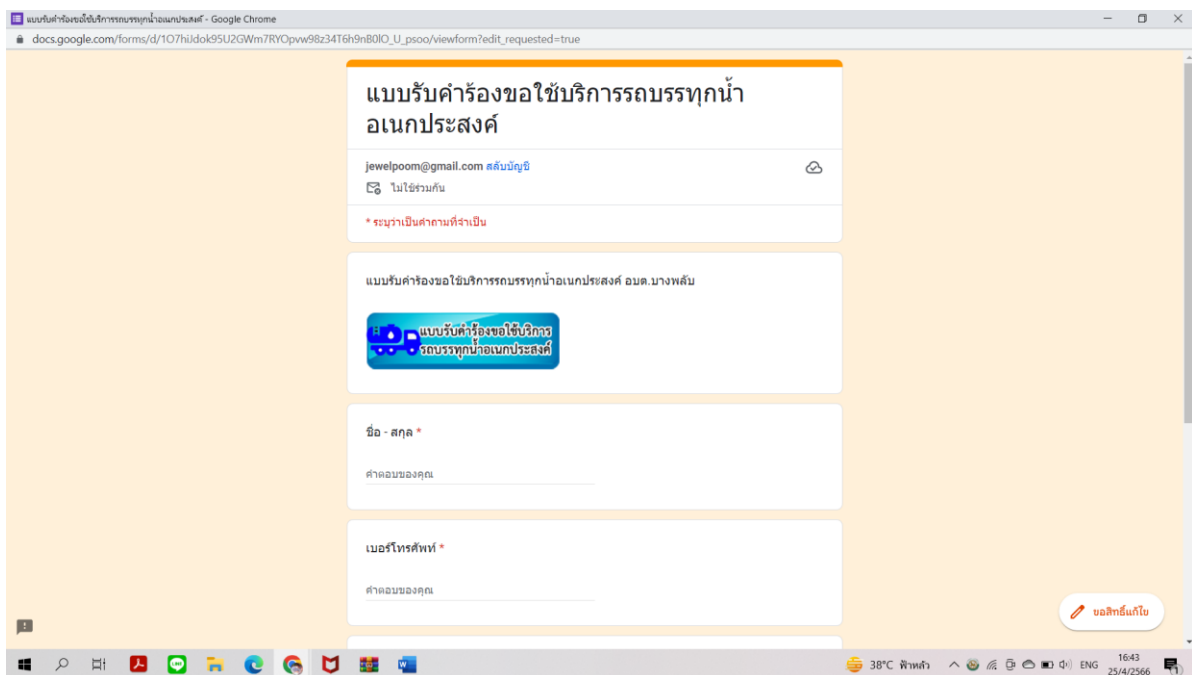 แบบรับคำร้องขอใช้บริการรถบรรทุกน้ำอเนกประสงค์ - Google Chrome
docs.google.com/forms/d/1O7hiJdok95U2GWm7RYOpvw98z34T6h9nB0lO_U_psoo/viewform?edit_requested=true
แบบรับคำร้องขอใช้บริการรถบรรทุกน้ำ
อเนกประสงค์
jewelpoom@gmail.com สลับบัญชี
ไม่ใช้ร่วมกัน
* ระบุว่าเป็นคำถามที่จำเป็น
แบบรับคำร้องขอใช้บริการรถบรรทุกน้ำอเนกประสงค์ อบต.บางพลับ
แบบรับคำร้องขอใช้บริการ
รถบรรทุกน้ำอเนกประสงค์
ชื่อ - สกุล *
คำตอบของคุณ
เบอร์โทรศัพท์ *
คำตอบของคุณ
ขอสิทธิ์แก้ไข
38°C ฟ้าหลัว
ENG
16:43
25/4/2566